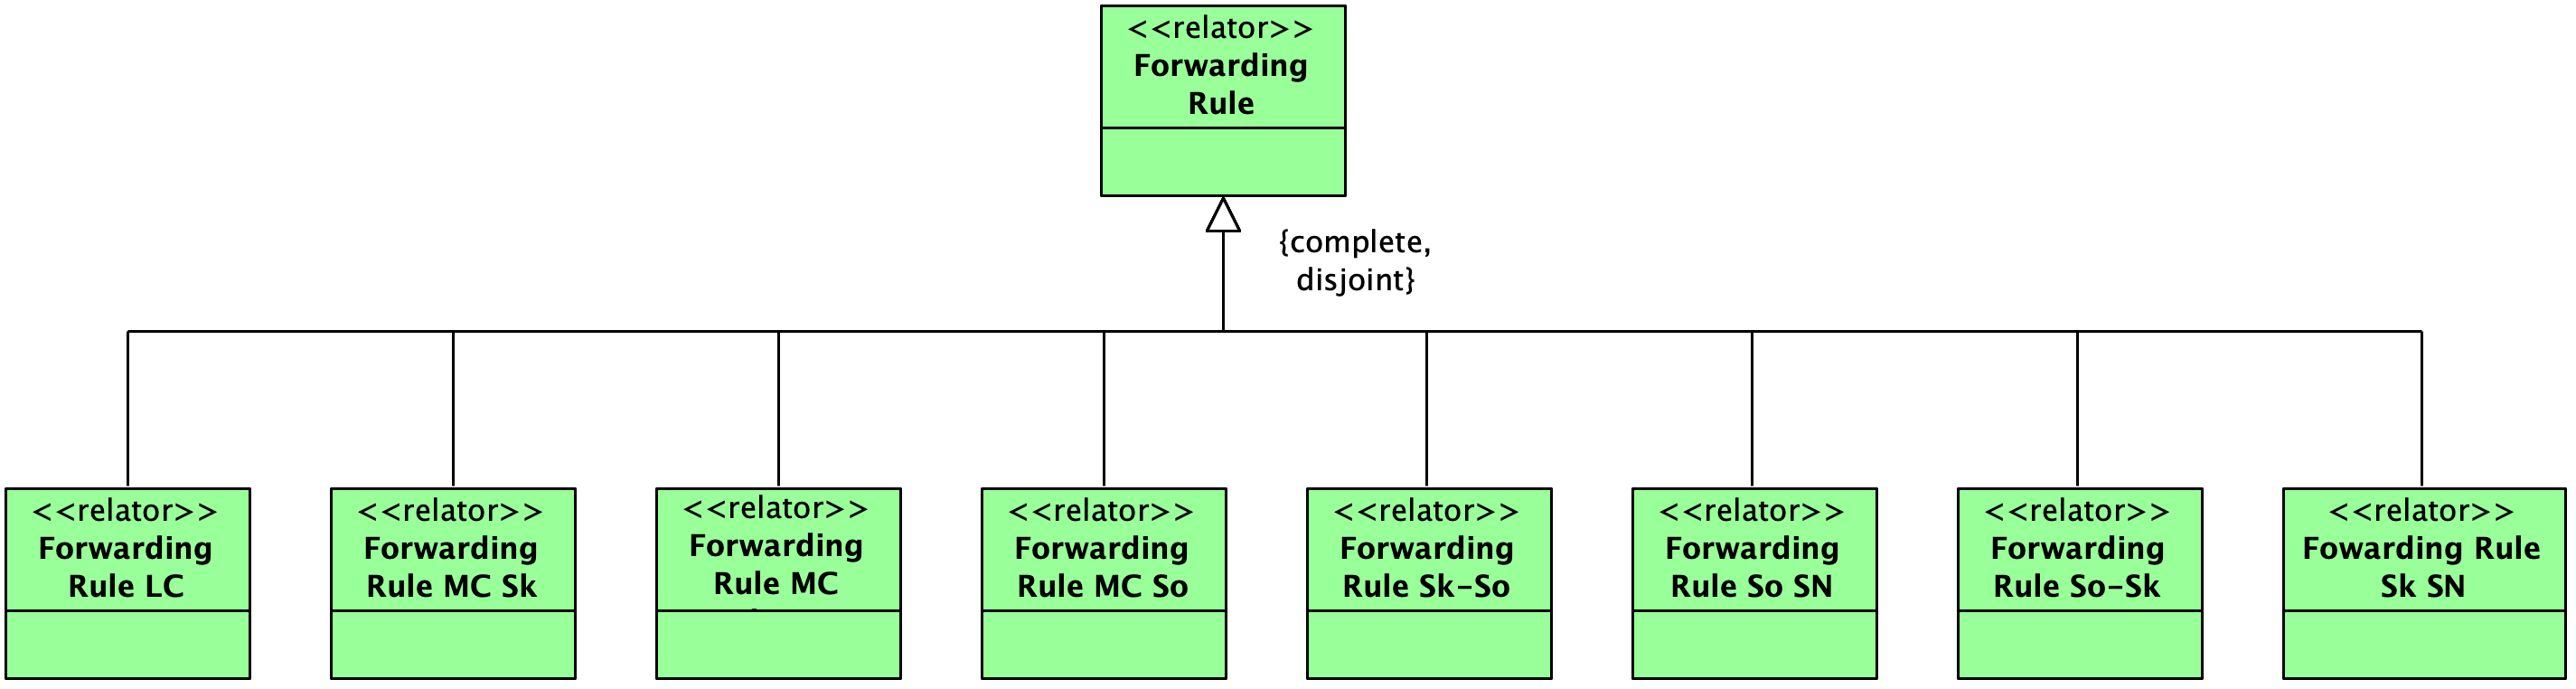 <<relator>>
Forwarding
Rule
{complete,
disjoint}
<<relator>>
Forwarding
Rule LC
<<relator>>
Forwarding
Rule MC Sk
<<relator>>
Forwarding
Rule MC
<<relator>>
Forwarding
Rule MC So
<<relator>>
Forwarding
Rule Sk-So
<<relator>>
Forwarding
Rule So SN
<<relator>>
Forwarding
Rule So-Sk
<<relator>>
Fowarding Rule
Sk SN